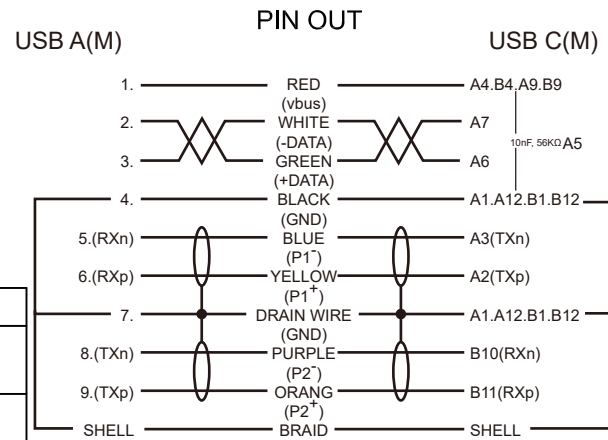 PIN OUT
USB A(M) USB C(M)
1. RED A4.B4.A9.B9
(vbus)
2. WHITE A7
(-DATA) 10nF, 56KΩ A5
3. GREEN A6
(+DATA)
4. BLACK A1.A12.B1.B12
(GND)
5.(RXn) BLUE A3(TXn)
(P1-)
6.(RXp) YELLOW A2(TXp)
(P1+)
7. DRAIN WIRE A1.A12.B1.B12
(GND)
8.(TXn) PURPLE B10(RXn)
(P2-)
9.(TXp) ORANG B11(RXp)
(P2+)
SHELL BRAID SHELL